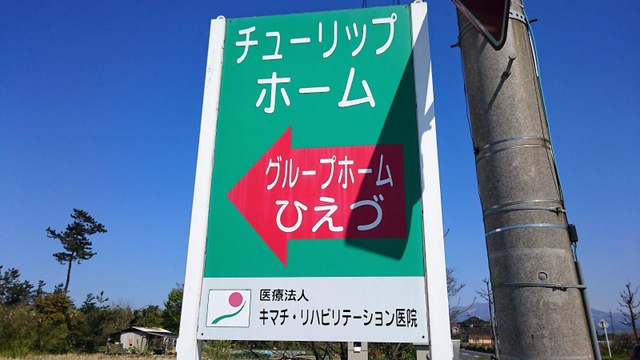 チューリップ
ホーム
グループホーム
ひえづ
医療法人
キマチ・リハビリテーション医院